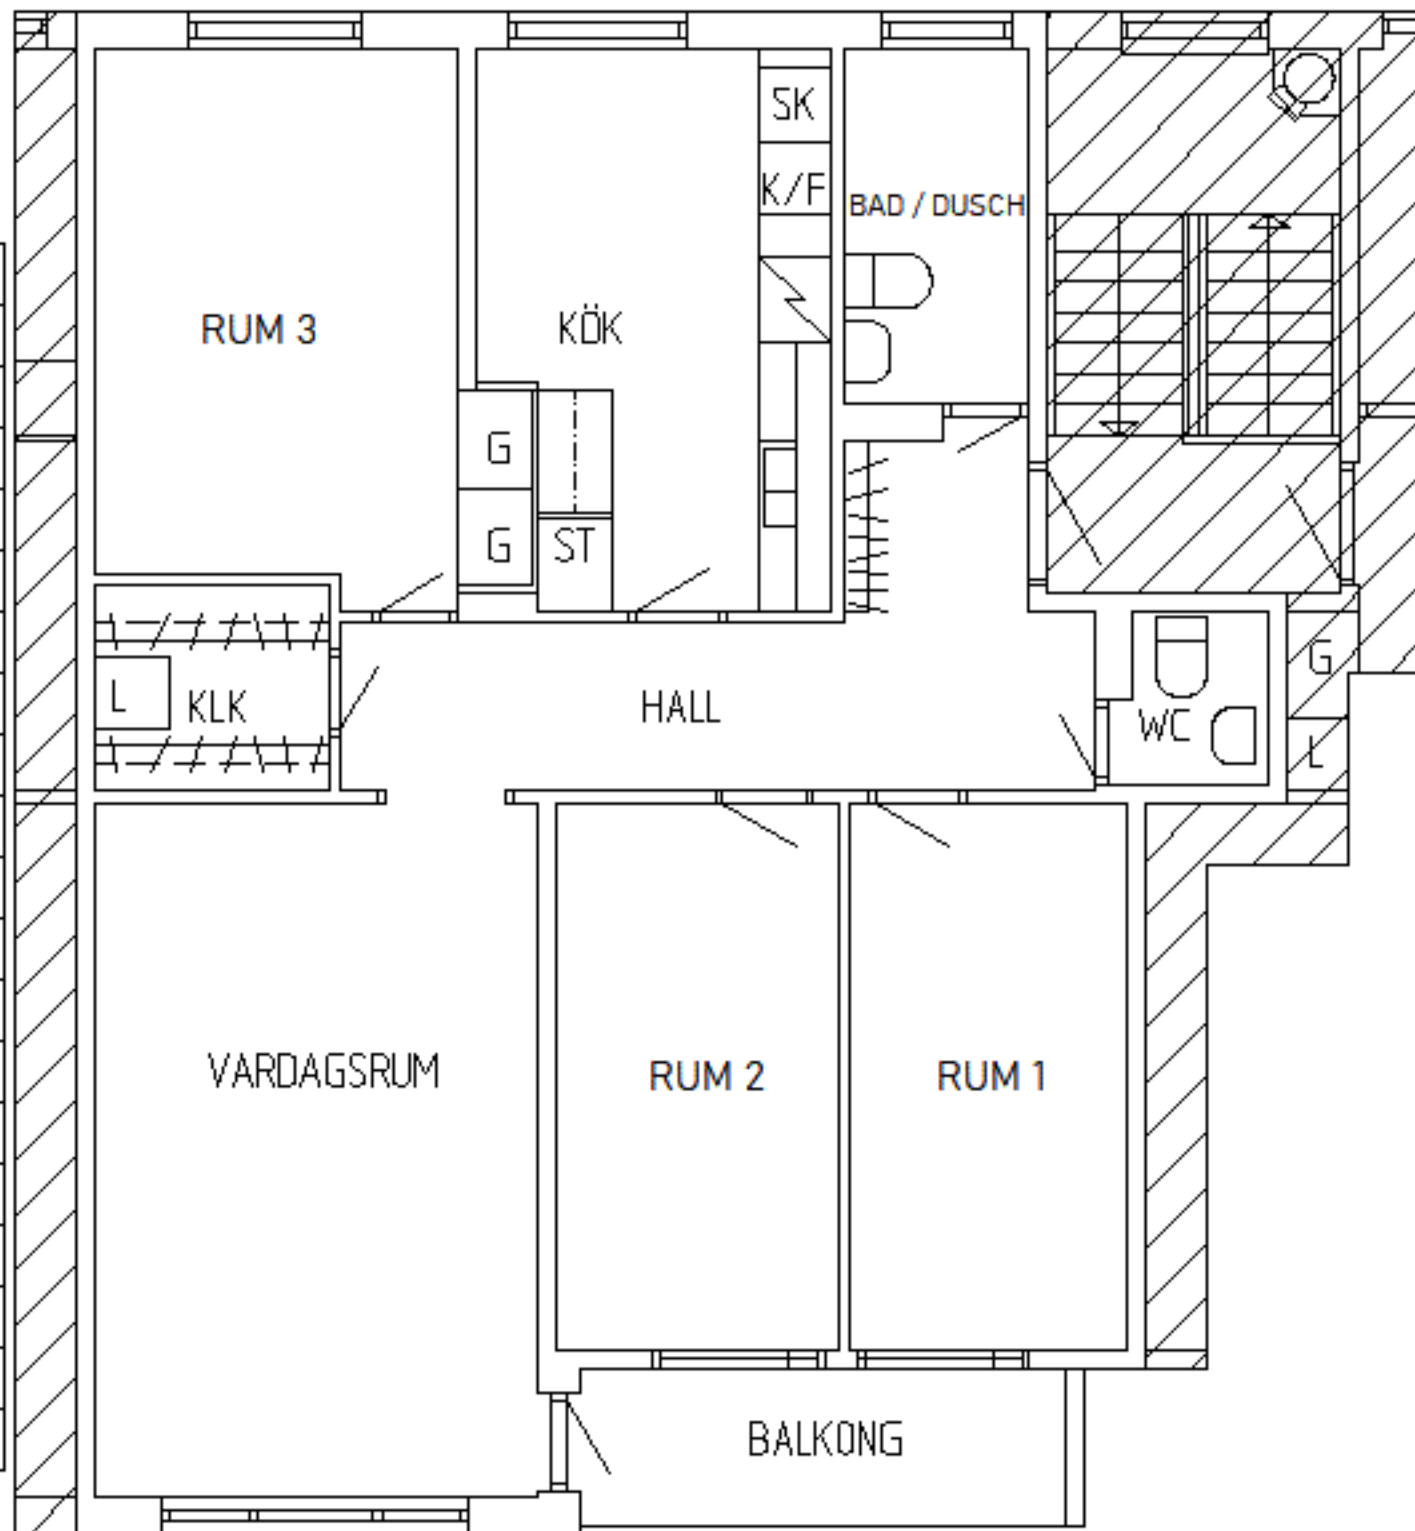 SK
K/F
BAD / DUSCH
RUM 3
KÖK
G
G
ST
G
L
KLK
HALL
WC
L
VARDAGSRUM
RUM 2
RUM 1
BALKONG